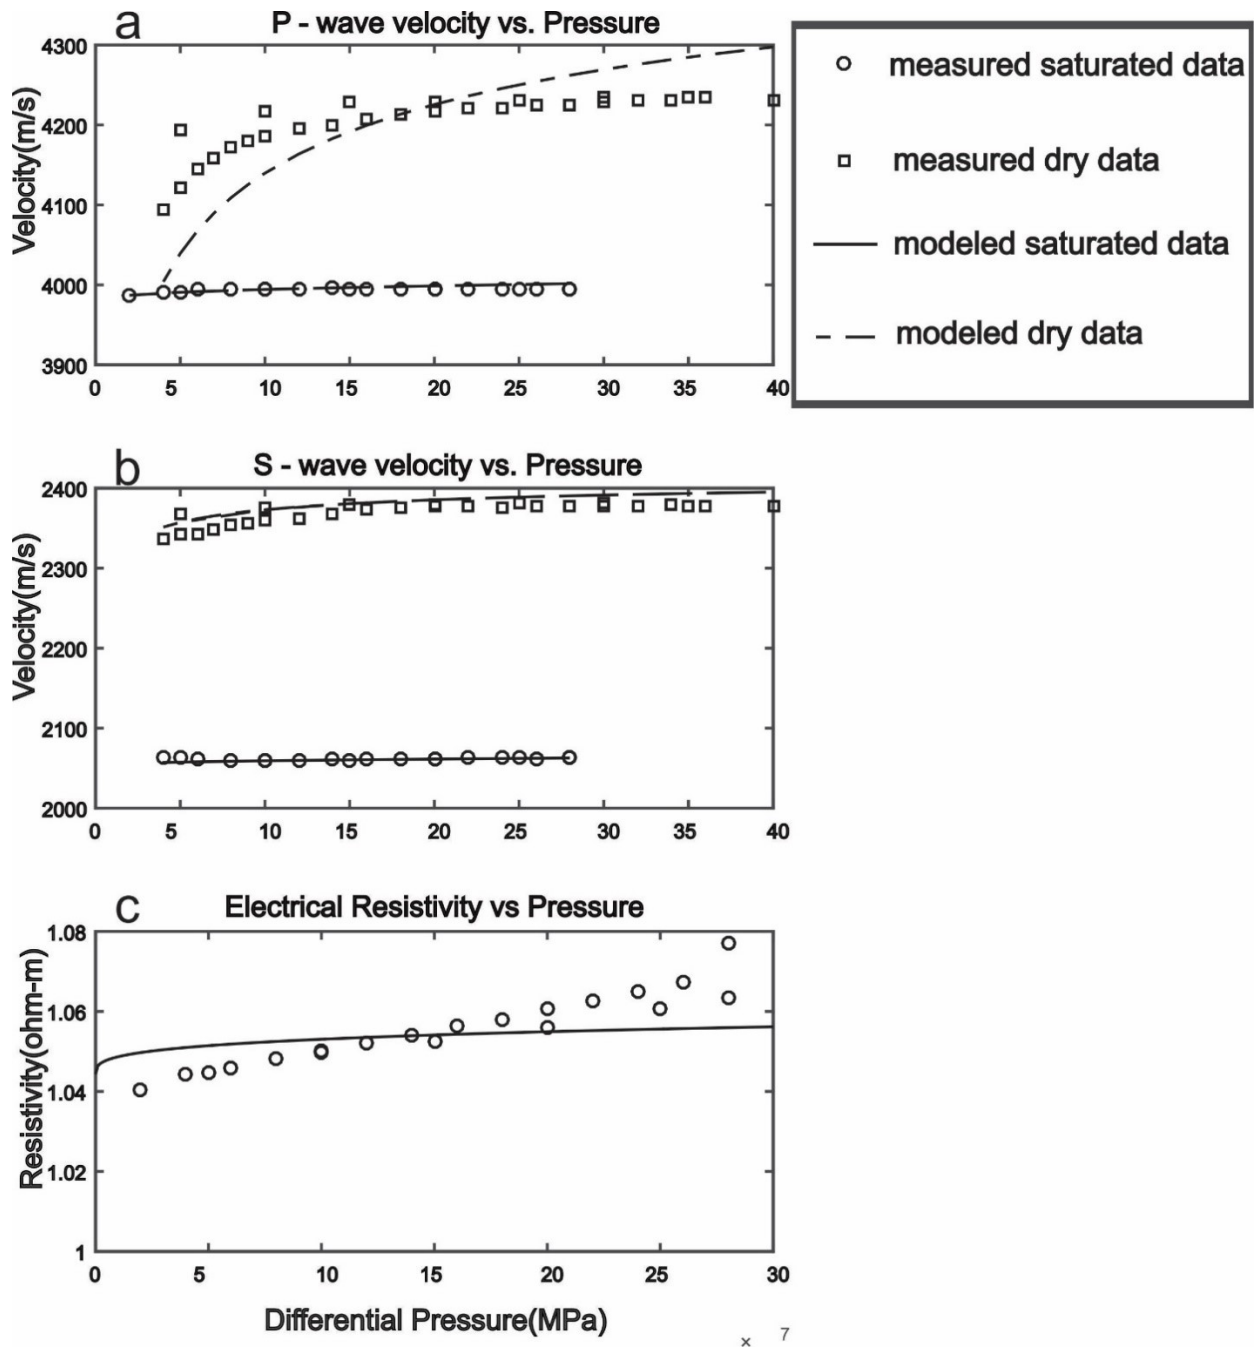 a P - wave velocity vs. Pressure
4300
4200
4100
4000
3900
Velocity(m/s)
0 5 10 15 20 25 30 35 40
measured saturated data
measured dry data
modeled saturated data
modeled dry data
b S - wave velocity vs. Pressure
2400
2300
2200
2100
2000
Velocity(m/s)
0 5 10 15 20 25 30 35 40
c Electrical Resistivity vs Pressure
1.08
1.06
1.04
1.02
1
Resistivity(ohm-m)
0 5 10 15 20 25 30
Differential Pressure(MPa)
× 7